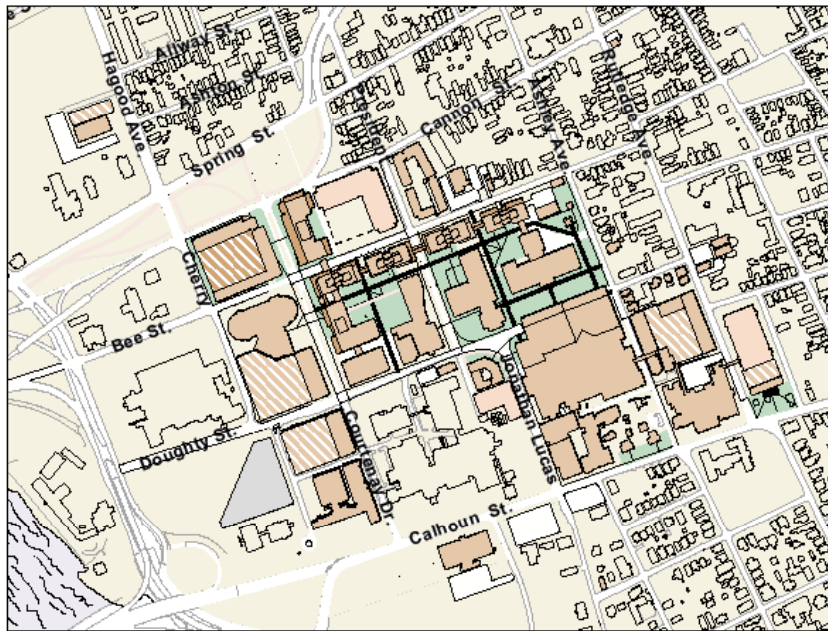 Allway St.
Ashton St.
Hagood Ave.
Spring St.
Cannon St.
Ashley Ave.
Rutledge Ave.
Cherry
Bee St.
Doughty St.
Courtenay Dr.
Jonathan Lucas
Calhoun St.